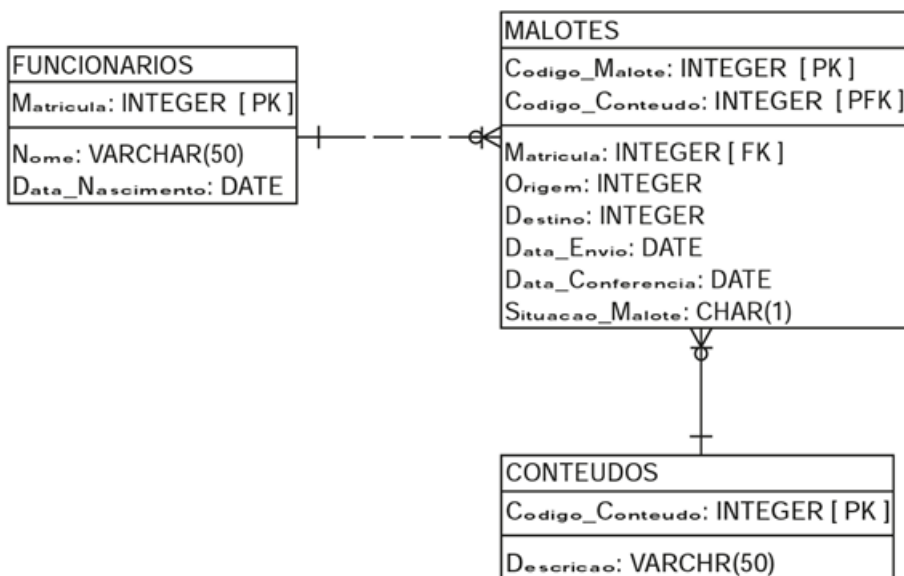 FUNCIONARIOS
Matricula: INTEGER [ PK ]
Nome: VARCHAR(50)
Data_Nascimento: DATE
MALOTES
Codigo_Malote: INTEGER [ PK ]
Codigo_Conteudo: INTEGER [ PFK ]
Matricula: INTEGER [ FK ]
Origem: INTEGER
Destino: INTEGER
Data_Envio: DATE
Data_Conferencia: DATE
Situacao_Malote: CHAR(1)
CONTEUDOS
Codigo_Conteudo: INTEGER [ PK ]
Descricao: VARCHR(50)